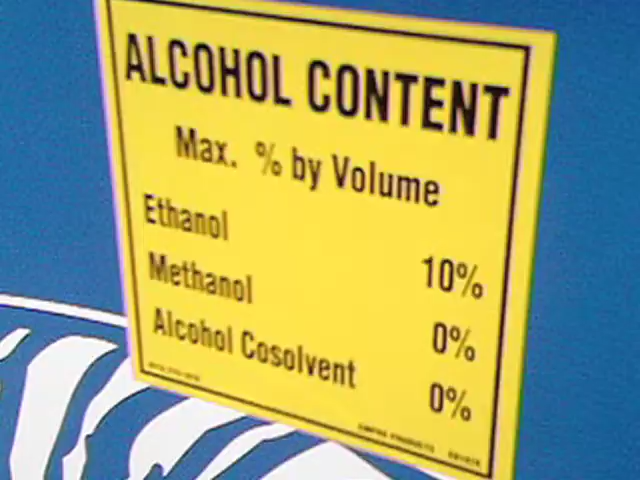 ALCOHOL CONTENT
Max. % by Volume
Ethanol 10%
Methanol 0%
Alcohol Cosolvent 0%